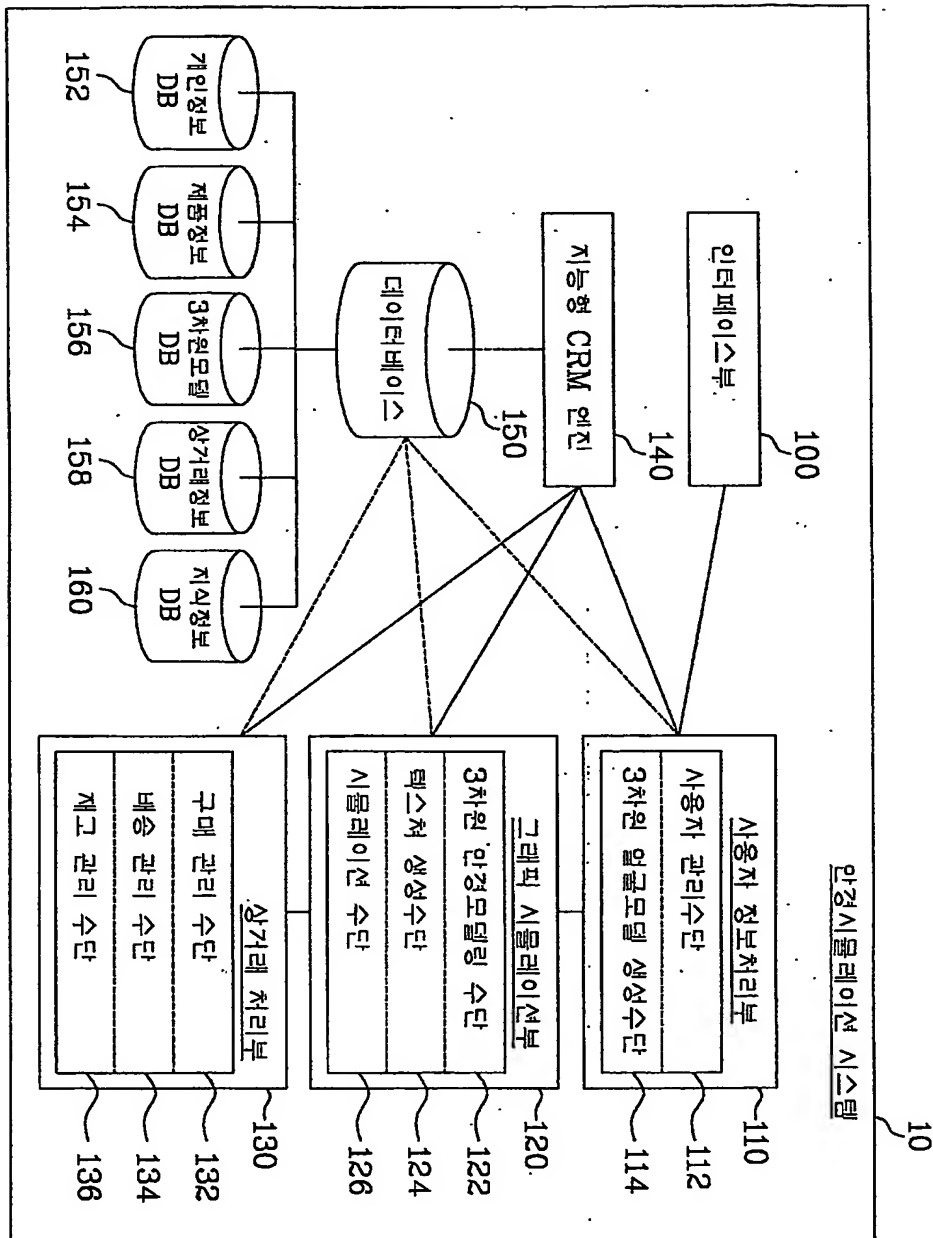 10
안경시뮬레이션 시스템
인터페이스부
100
지능형 CRM 엔진
140
데이터베이스
150
개인정보
DB
152
제품정보
DB
154
3차원모델
DB
156
상거래정보
DB
158
지식정보
DB
160
사용자 정보처리부
110
사용자 관리수단
112
3차원 얼굴모델 생성수단
114
그래픽 시뮬레이션부
120
3차원 안경모델링 수단
122
텍스쳐 생성수단
124
시뮬레이션 수단
126
상거래 처리부
130
구매 관리 수단
132
배송 관리 수단
134
재고 관리 수단
136